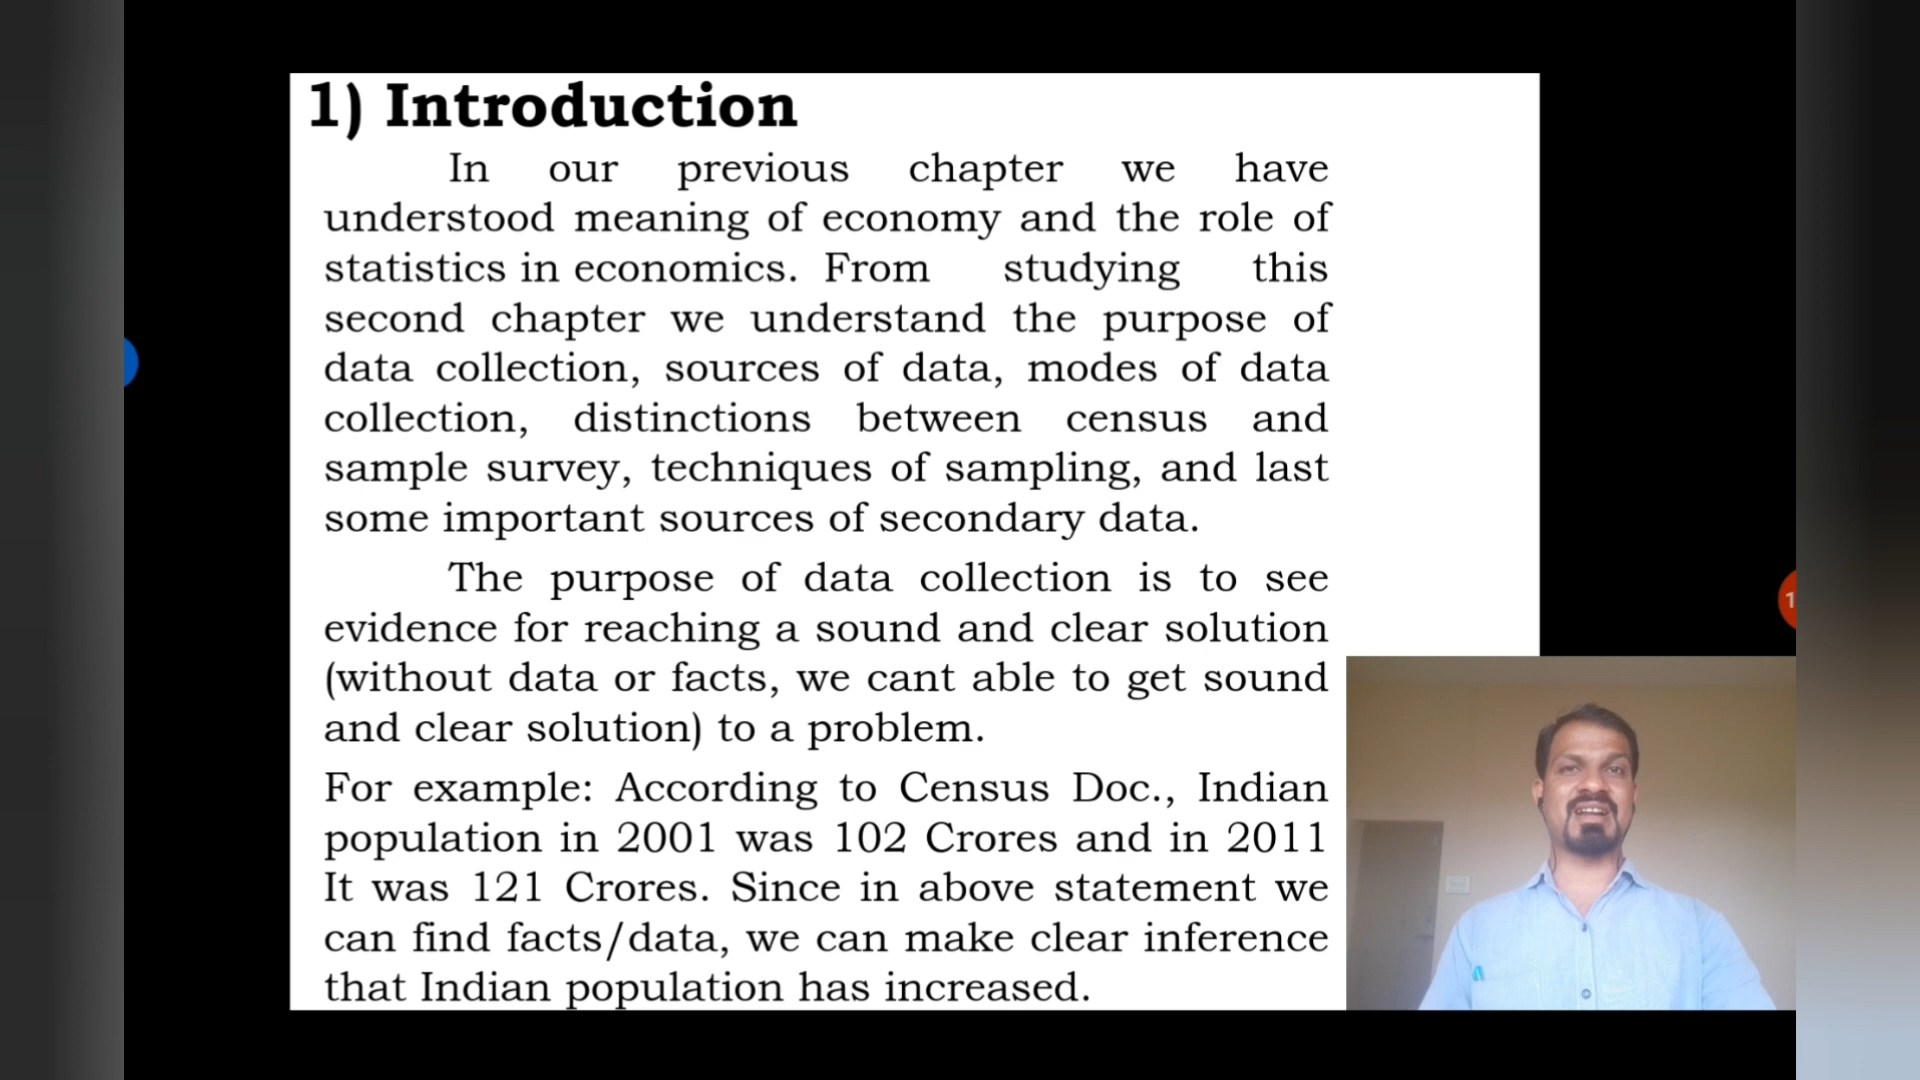 1) Introduction
In our previous chapter we have
understood meaning of economy and the role of
statistics in economics. From studying this
second chapter we understand the purpose of
data collection, sources of data, modes of data
collection, distinctions between census and
sample survey, techniques of sampling, and last
some important sources of secondary data.
The purpose of data collection is to see
evidence for reaching a sound and clear solution
(without data or facts, we cant able to get sound
and clear solution) to a problem.
For example: According to Census Doc., Indian
population in 2001 was 102 Crores and in 2011
It was 121 Crores. Since in above statement we
can find facts/data, we can make clear inference
that Indian population has increased.
1